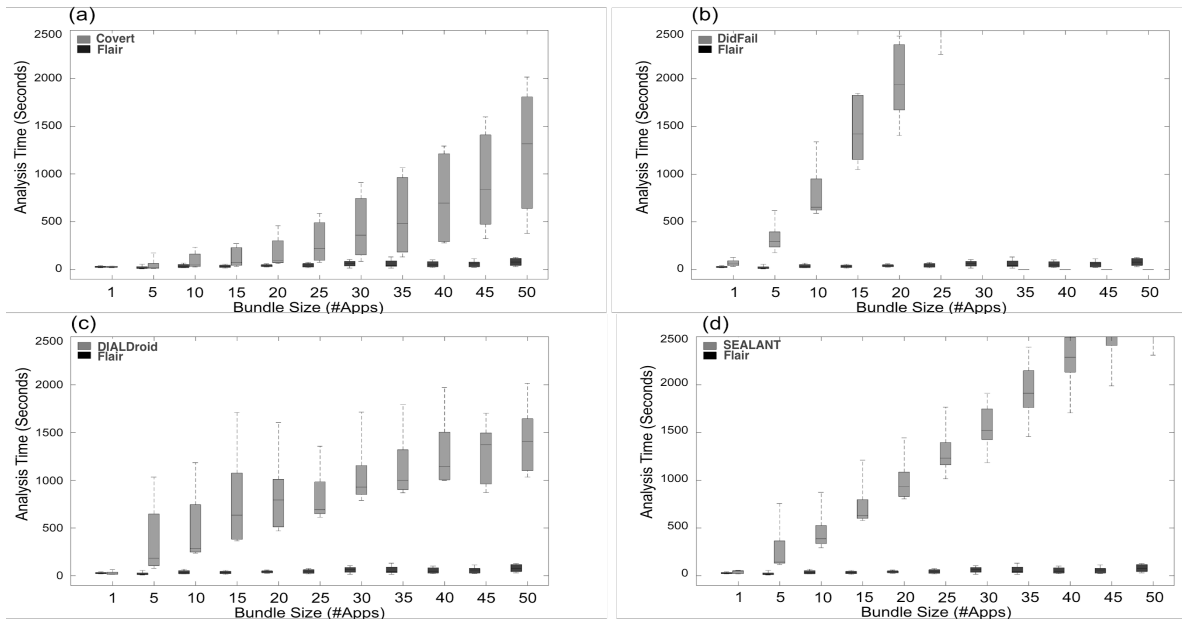 (a)
Covert
Flair
2500
2000
1500
1000
500
0
Analysis Time (Seconds)
1 5 10 15 20 25 30 35 40 45 50
Bundle Size (#Apps)
(b)
DidFail
Flair
2500
2000
1500
1000
500
0
Analysis Time (Seconds)
1 5 10 15 20 25 30 35 40 45 50
Bundle Size (#Apps)
(c)
DIALDroid
Flair
2500
2000
1500
1000
500
0
Analysis Time (Seconds)
1 5 10 15 20 25 30 35 40 45 50
Bundle Size (#Apps)
(d)
SEALANT
Flair
2500
2000
1500
1000
500
0
Analysis Time (Seconds)
1 5 10 15 20 25 30 35 40 45 50
Bundle Size (#Apps)